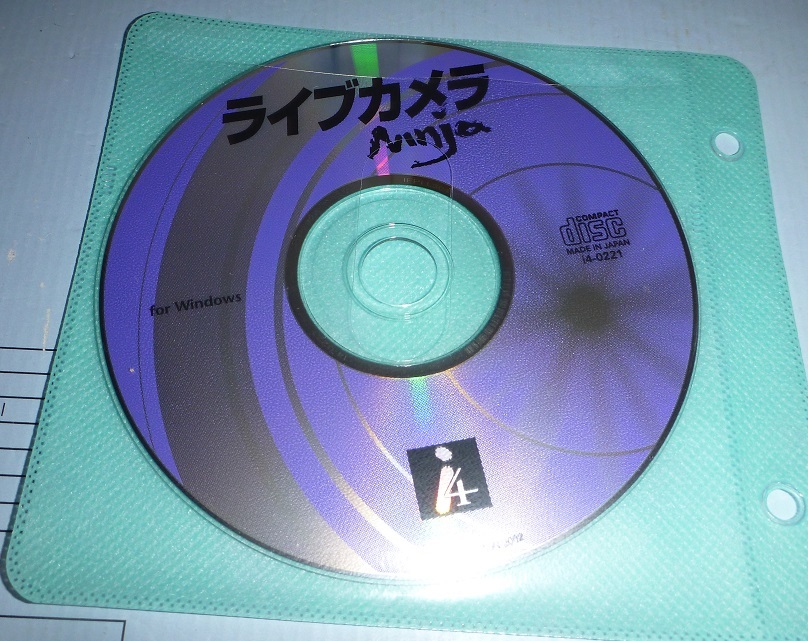 ライブカメラ
Ninja
COMPACT
disc
MADE IN JAPAN
i4-0221
for Windows
i4